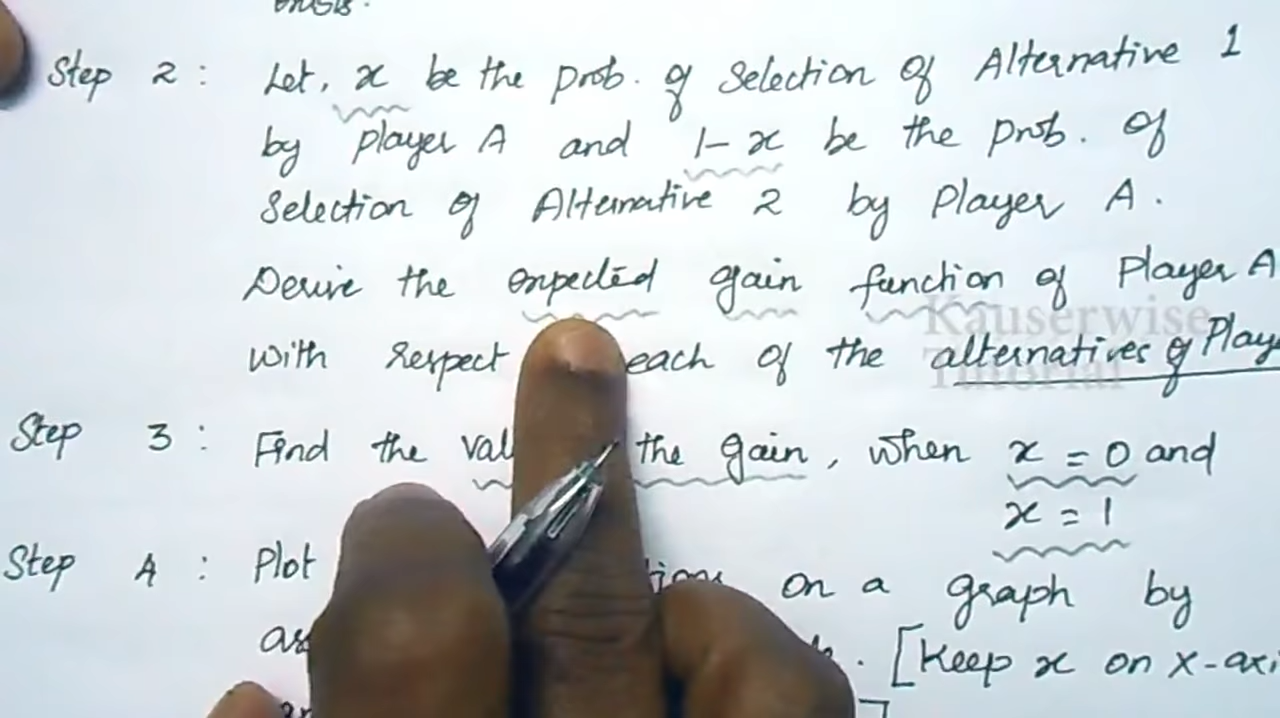 Step 2 : Let, x be the prob. of Selection of Alternative 1
by player A and 1-x be the prob. of
Selection of Alternative 2 by Player A.
Derive the expected gain function of Player A
with respect each of the alternatives of Play
Kauserwise
Tutorial
Step 3 : Find the val the gain, when x = 0 and
x = 1
Step 4 : Plot on a graph by
as . [Keep x on X-axi
]